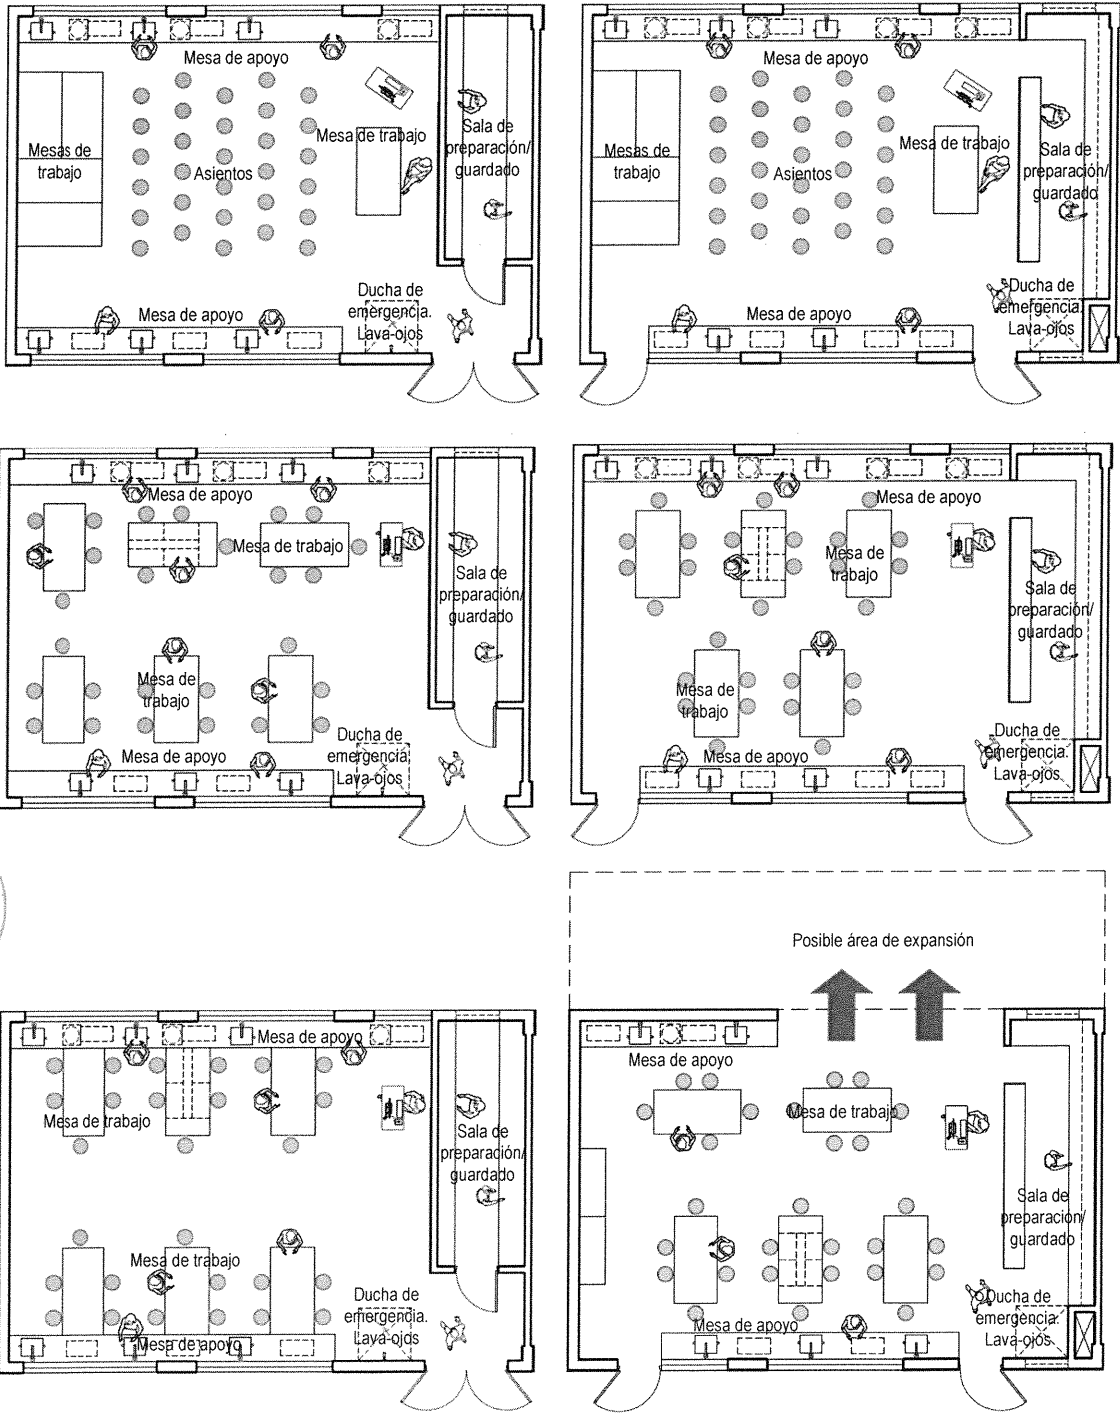 Mesa de apoyo
Mesas de
trabajo
Asientos
Mesa de trabajo
Sala de
preparación/
guardado
Ducha de
emergencia.
Lava-ojos
Mesa de apoyo
Mesa de apoyo
Mesas de
trabajo
Asientos
Mesa de trabajo
Sala de
preparación/
guardado
Ducha de
emergencia.
Lava-ojos
Mesa de apoyo
Mesa de apoyo
Mesa de trabajo
Sala de
preparación/
guardado
Mesa de
trabajo
Ducha de
emergencia.
Lava-ojos
Mesa de apoyo
Mesa de apoyo
Mesa de
trabajo
Sala de
preparación/
guardado
Mesa de
trabajo
Ducha de
emergencia.
Lava-ojos
Mesa de apoyo
Mesa de apoyo
Mesa de trabajo
Sala de
preparación/
guardado
Mesa de trabajo
Ducha de
emergencia.
Lava-ojos
Mesa de apoyo
Posible área de expansión
Mesa de apoyo
Mesa de trabajo
Sala de
preparación/
guardado
Ducha de
emergencia.
Lava-ojos
Mesa de apoyo